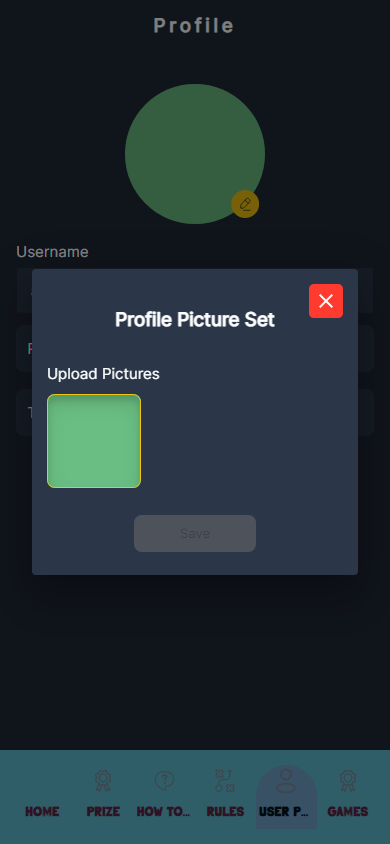 Profile
Username
Profile Picture Set
Upload Pictures
Save
HOME
PRIZE
HOW TO...
RULES
USER P...
GAMES